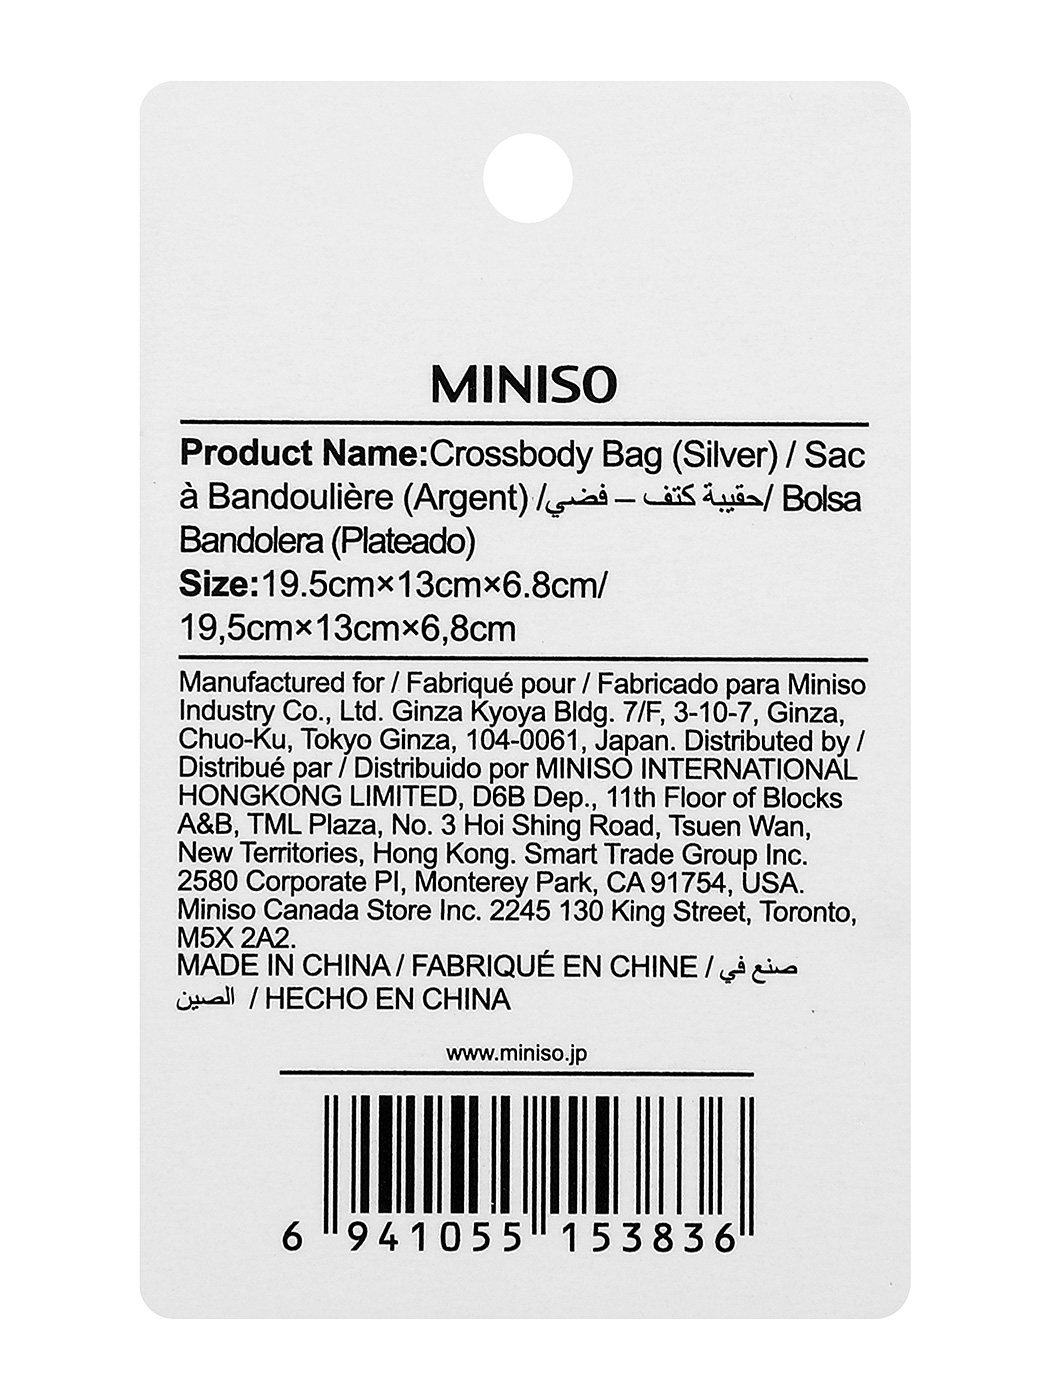 MINISO
Product Name:Crossbody Bag (Silver) / Sac
à Bandoulière (Argent) /حقيبة كتف – فضي/ Bolsa
Bandolera (Plateado)
Size:19.5cm×13cm×6.8cm/
19,5cm×13cm×6,8cm
Manufactured for / Fabriqué pour / Fabricado para Miniso
Industry Co., Ltd. Ginza Kyoya Bldg. 7/F, 3-10-7, Ginza,
Chuo-Ku, Tokyo Ginza, 104-0061, Japan. Distributed by /
Distribué par / Distribuido por MINISO INTERNATIONAL
HONGKONG LIMITED, D6B Dep., 11th Floor of Blocks
A&B, TML Plaza, No. 3 Hoi Shing Road, Tsuen Wan,
New Territories, Hong Kong. Smart Trade Group Inc.
2580 Corporate Pl, Monterey Park, CA 91754, USA.
Miniso Canada Store Inc. 2245 130 King Street, Toronto,
M5X 2A2.
MADE IN CHINA / FABRIQUÉ EN CHINE / صنع في
الصين / HECHO EN CHINA
www.miniso.jp
6 941055 153836